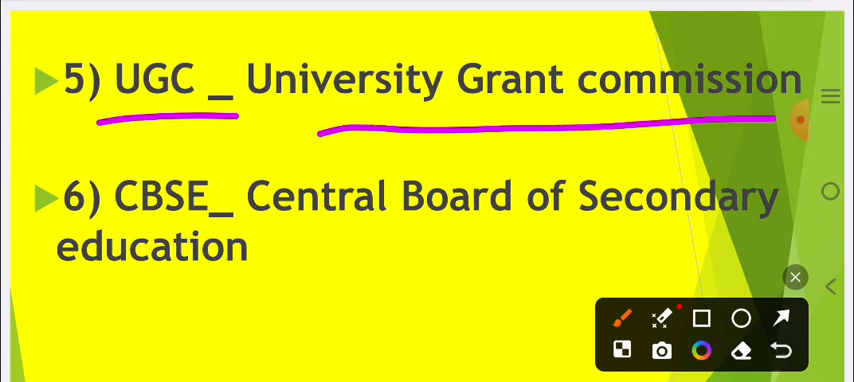 5) UGC _ University Grant commission
6) CBSE_ Central Board of Secondary
education